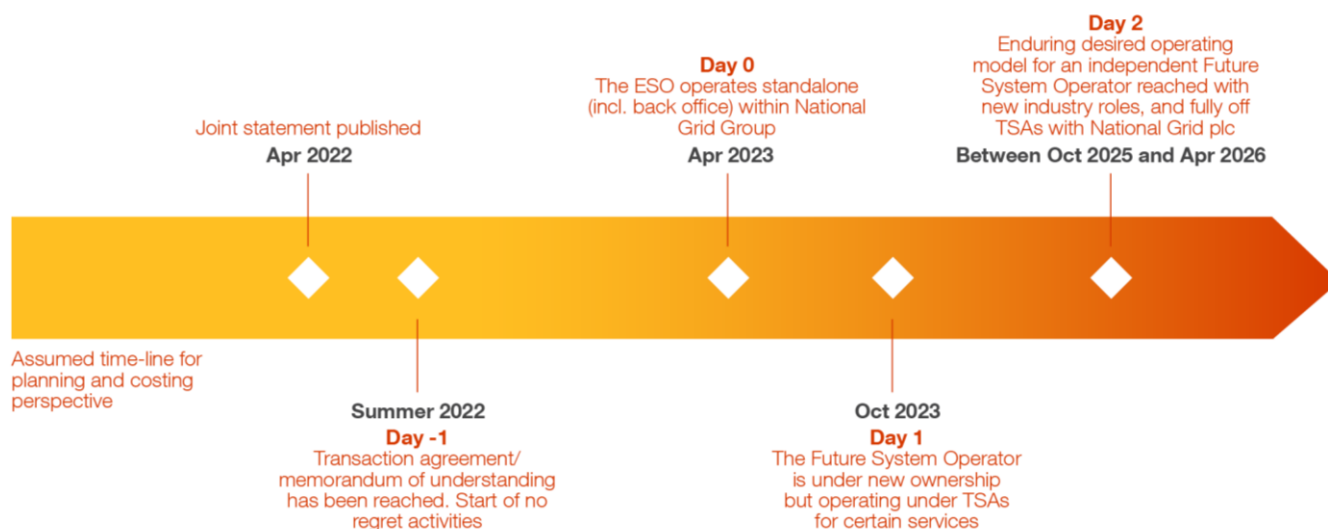 Joint statement published
Apr 2022
Day 0
The ESO operates standalone
(incl. back office) within National
Grid Group
Apr 2023
Day 2
Enduring desired operating
model for an independent Future
System Operator reached with
new industry roles, and fully off
TSAs with National Grid plc
Between Oct 2025 and Apr 2026
Assumed time-line for
planning and costing
perspective
Summer 2022
Day -1
Transaction agreement/
memorandum of understanding
has been reached. Start of no
regret activities
Oct 2023
Day 1
The Future System Operator
is under new ownership
but operating under TSAs
for certain services